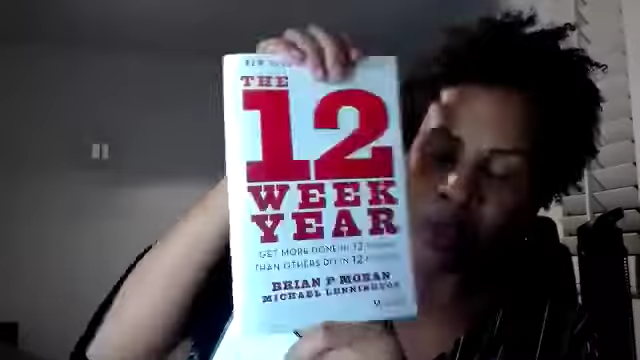 THE
12
WEEK
YEAR
GET MORE DONE IN 12
THAN OTHERS DO IN 12
BRIAN P MORAN
MICHAEL LENNINGTON